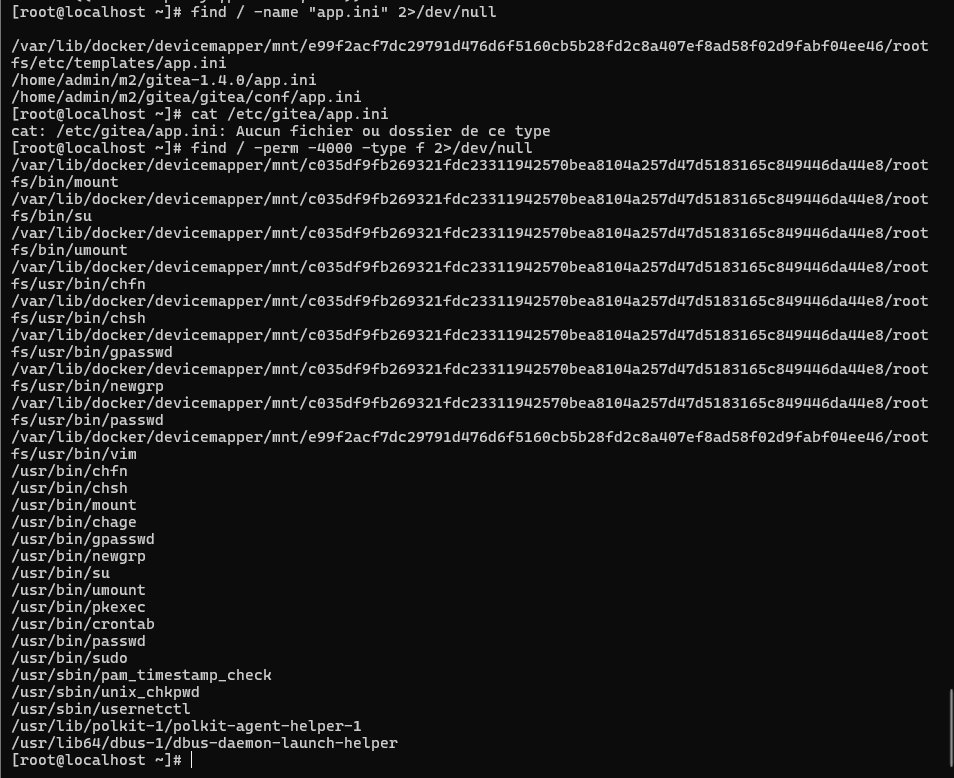 [root@localhost ~]# find / -name "app.ini" 2>/dev/null
/var/lib/docker/devicemapper/mnt/e99f2acf7dc29791d476d6f5160cb5b28fd2c8a407ef8ad58f02d9fabf04ee46/root
fs/etc/templates/app.ini
/home/admin/m2/gitea-1.4.0/app.ini
/home/admin/m2/gitea/gitea/conf/app.ini
[root@localhost ~]# cat /etc/gitea/app.ini
cat: /etc/gitea/app.ini: Aucun fichier ou dossier de ce type
[root@localhost ~]# find / -perm -4000 -type f 2>/dev/null
/var/lib/docker/devicemapper/mnt/c035df9fb269321fdc23311942570bea8104a257d47d5183165c849446da44e8/root
fs/bin/mount
/var/lib/docker/devicemapper/mnt/c035df9fb269321fdc23311942570bea8104a257d47d5183165c849446da44e8/root
fs/bin/su
/var/lib/docker/devicemapper/mnt/c035df9fb269321fdc23311942570bea8104a257d47d5183165c849446da44e8/root
fs/bin/umount
/var/lib/docker/devicemapper/mnt/c035df9fb269321fdc23311942570bea8104a257d47d5183165c849446da44e8/root
fs/usr/bin/chfn
/var/lib/docker/devicemapper/mnt/c035df9fb269321fdc23311942570bea8104a257d47d5183165c849446da44e8/root
fs/usr/bin/chsh
/var/lib/docker/devicemapper/mnt/c035df9fb269321fdc23311942570bea8104a257d47d5183165c849446da44e8/root
fs/usr/bin/gpasswd
/var/lib/docker/devicemapper/mnt/c035df9fb269321fdc23311942570bea8104a257d47d5183165c849446da44e8/root
fs/usr/bin/newgrp
/var/lib/docker/devicemapper/mnt/c035df9fb269321fdc23311942570bea8104a257d47d5183165c849446da44e8/root
fs/usr/bin/passwd
/var/lib/docker/devicemapper/mnt/e99f2acf7dc29791d476d6f5160cb5b28fd2c8a407ef8ad58f02d9fabf04ee46/root
fs/usr/bin/vim
/usr/bin/chfn
/usr/bin/chsh
/usr/bin/mount
/usr/bin/chage
/usr/bin/gpasswd
/usr/bin/newgrp
/usr/bin/su
/usr/bin/umount
/usr/bin/pkexec
/usr/bin/crontab
/usr/bin/passwd
/usr/bin/sudo
/usr/sbin/pam_timestamp_check
/usr/sbin/unix_chkpwd
/usr/sbin/usernetctl
/usr/lib/polkit-1/polkit-agent-helper-1
/usr/lib64/dbus-1/dbus-daemon-launch-helper
[root@localhost ~]#